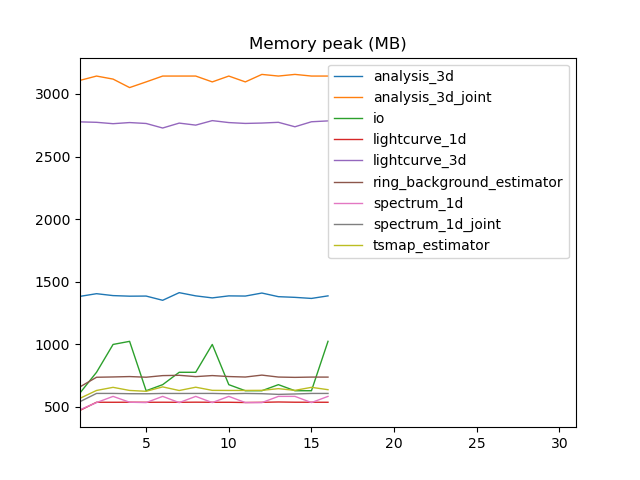 Memory peak (MB)
3000
2500
2000
1500
1000
500
5
10
15
20
25
30
analysis_3d
analysis_3d_joint
io
lightcurve_1d
lightcurve_3d
ring_background_estimator
spectrum_1d
spectrum_1d_joint
tsmap_estimator